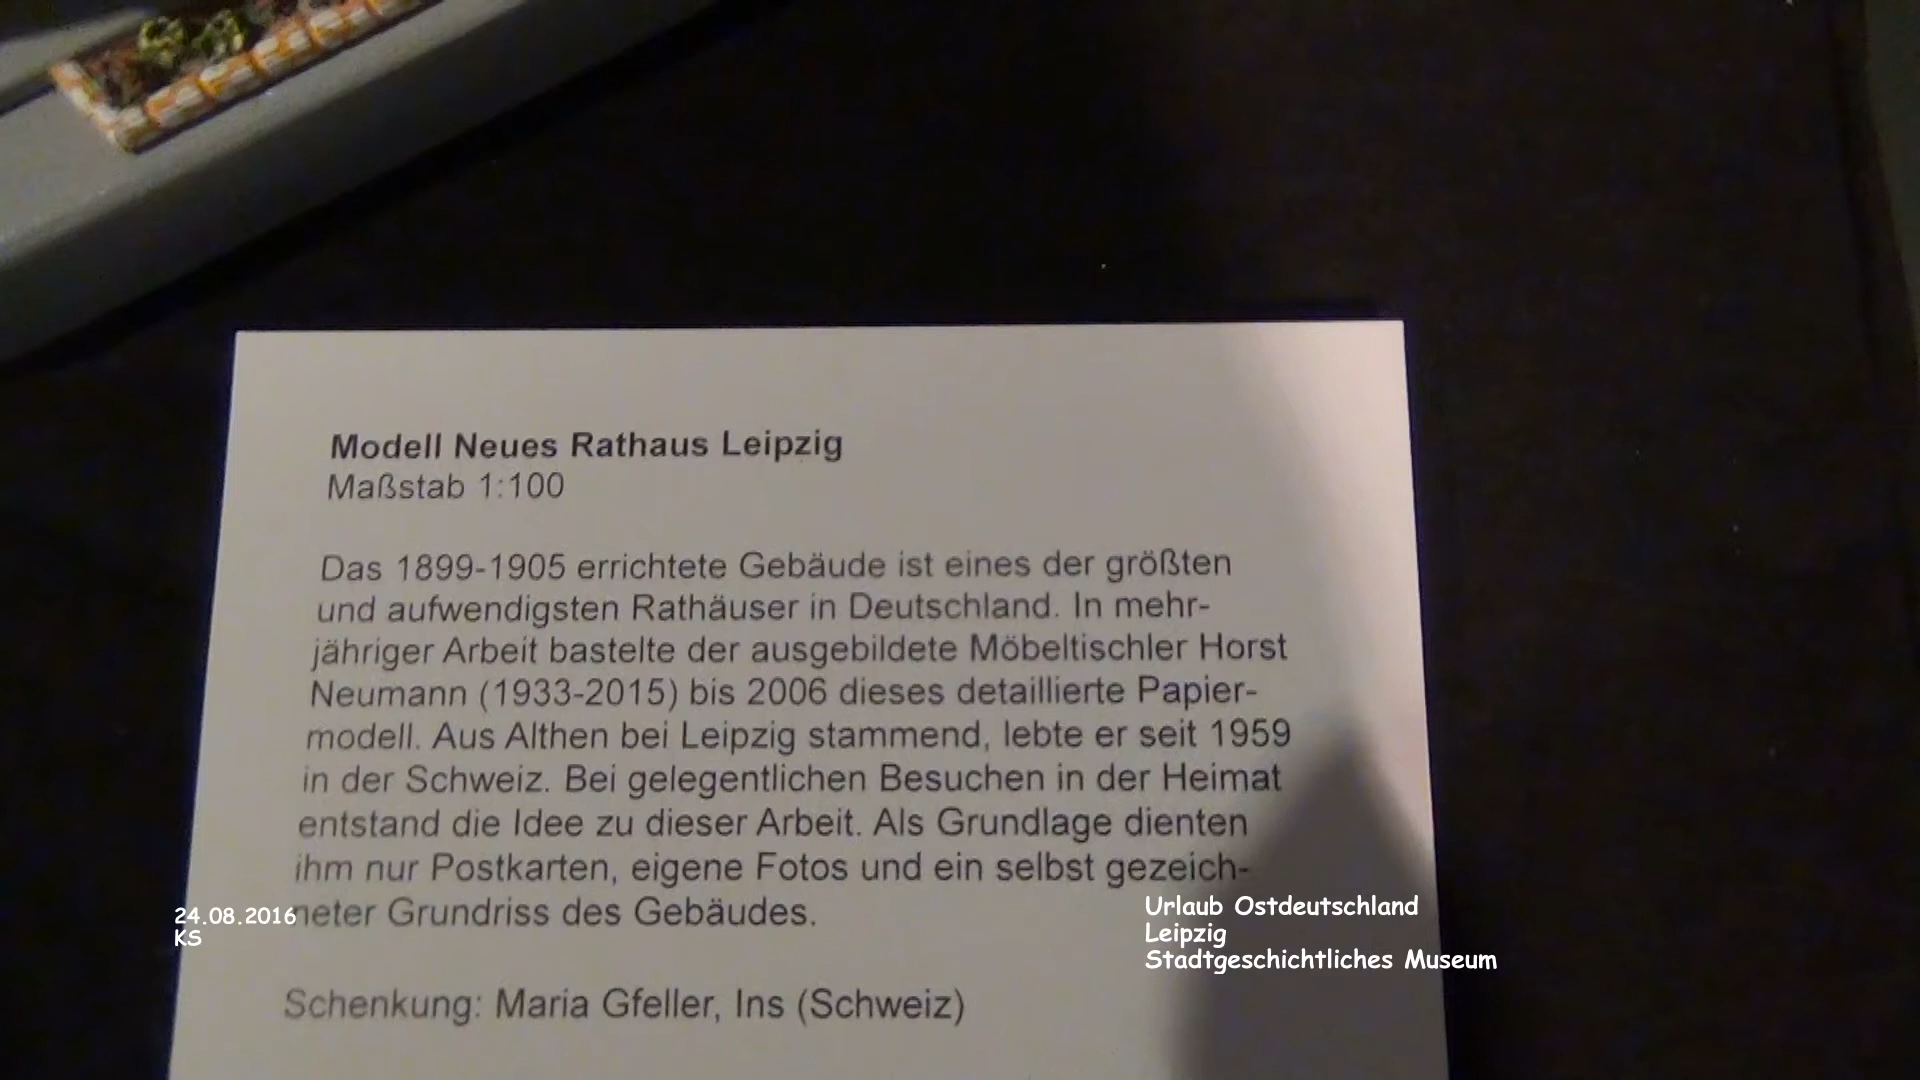 Modell Neues Rathaus Leipzig
Maßstab 1:100
Das 1899-1905 errichtete Gebäude ist eines der größten
und aufwendigsten Rathäuser in Deutschland. In mehr-
jähriger Arbeit bastelte der ausgebildete Möbeltischler Horst
Neumann (1933-2015) bis 2006 dieses detaillierte Papier-
modell. Aus Althen bei Leipzig stammend, lebte er seit 1959
in der Schweiz. Bei gelegentlichen Besuchen in der Heimat
entstand die Idee zu dieser Arbeit. Als Grundlage dienten
ihm nur Postkarten, eigene Fotos und ein selbst gezeich-
neter Grundriss des Gebäudes.
Schenkung: Maria Gfeller, Ins (Schweiz)
24.08.2016
KS
Urlaub Ostdeutschland
Leipzig
Stadtgeschichtliches Museum